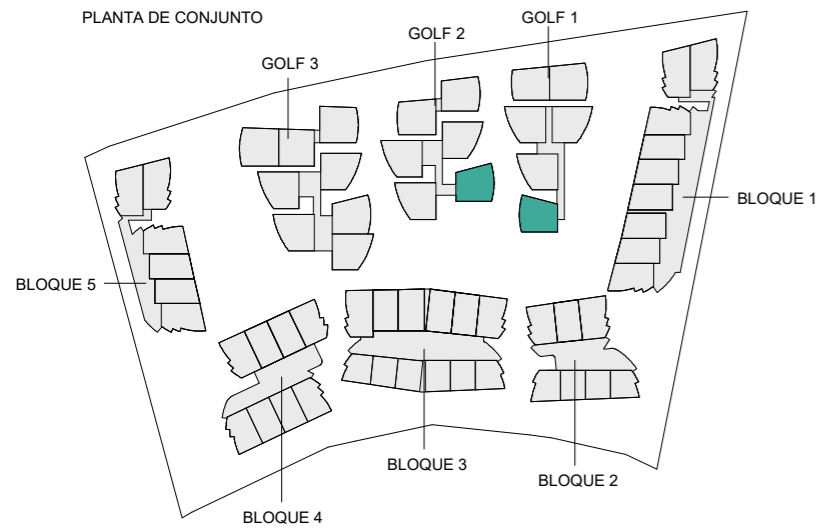 PLANTA DE CONJUNTO
GOLF 1
GOLF 2
GOLF 3
BLOQUE 1
BLOQUE 5
BLOQUE 3
BLOQUE 2
BLOQUE 4